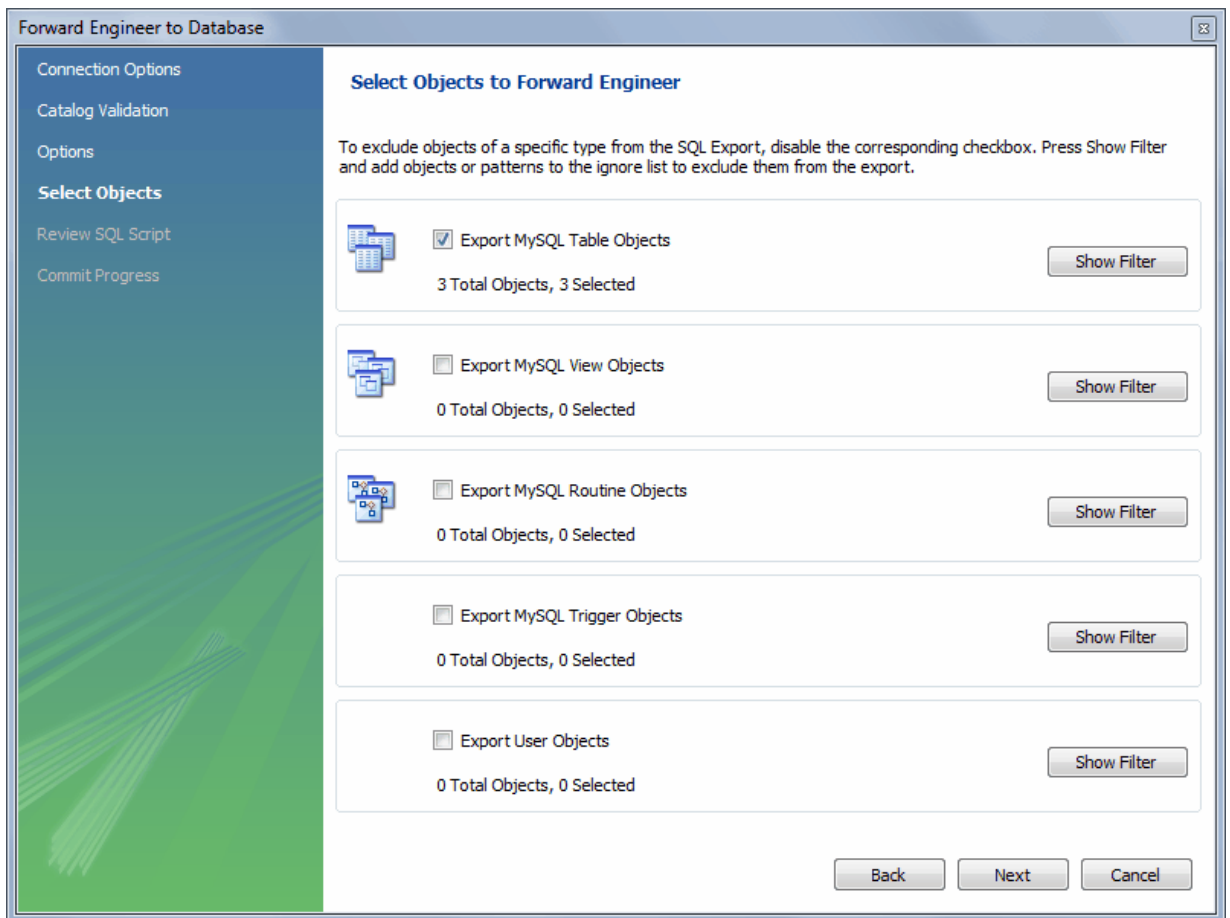 Forward Engineer to Database
Connection Options
Catalog Validation
Options
Select Objects
Review SQL Script
Commit Progress
Select Objects to Forward Engineer
To exclude objects of a specific type from the SQL Export, disable the corresponding checkbox. Press Show Filter
and add objects or patterns to the ignore list to exclude them from the export.
Export MySQL Table Objects
Show Filter
3 Total Objects, 3 Selected
Export MySQL View Objects
Show Filter
0 Total Objects, 0 Selected
Export MySQL Routine Objects
Show Filter
0 Total Objects, 0 Selected
Export MySQL Trigger Objects
Show Filter
0 Total Objects, 0 Selected
Export User Objects
Show Filter
0 Total Objects, 0 Selected
Back
Next
Cancel